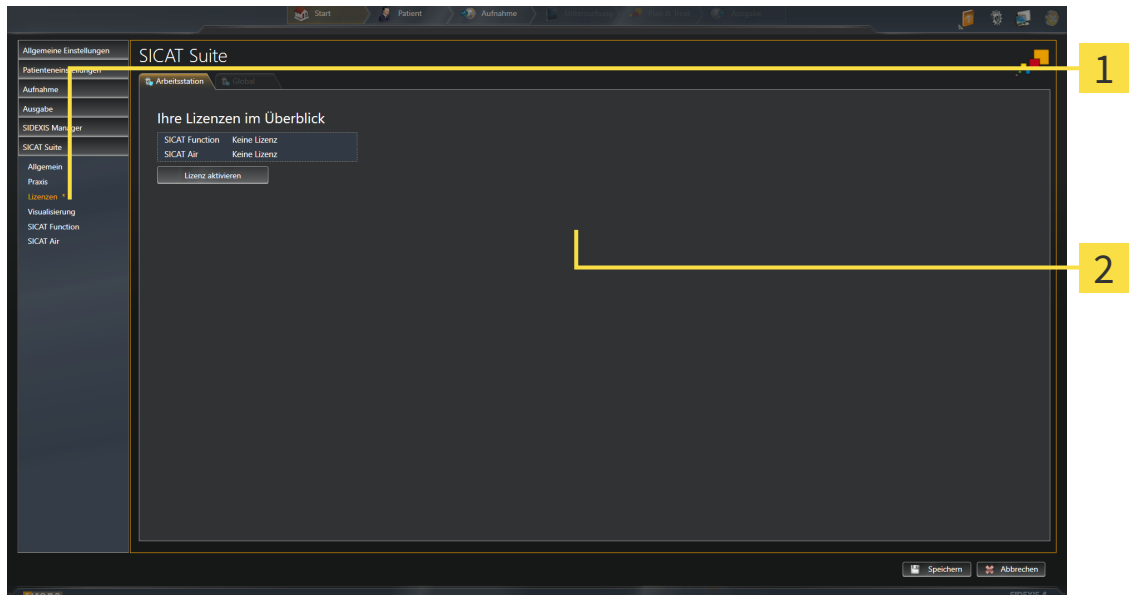 Start Patient Aufnahme
Allgemeine Einstellungen
Patienteneinstellungen
Aufnahme
Ausgabe
SIDEXIS Manager
SICAT Suite
Allgemein
Praxis
Lizenzen *
Visualisierung
SICAT Function
SICAT Air
SICAT Suite
Arbeitsstation Global
Ihre Lizenzen im Überblick
SICAT Function Keine Lizenz
SICAT Air Keine Lizenz
Lizenz aktivieren
1
2
Speichern Abbrechen
SIDEXIS 4